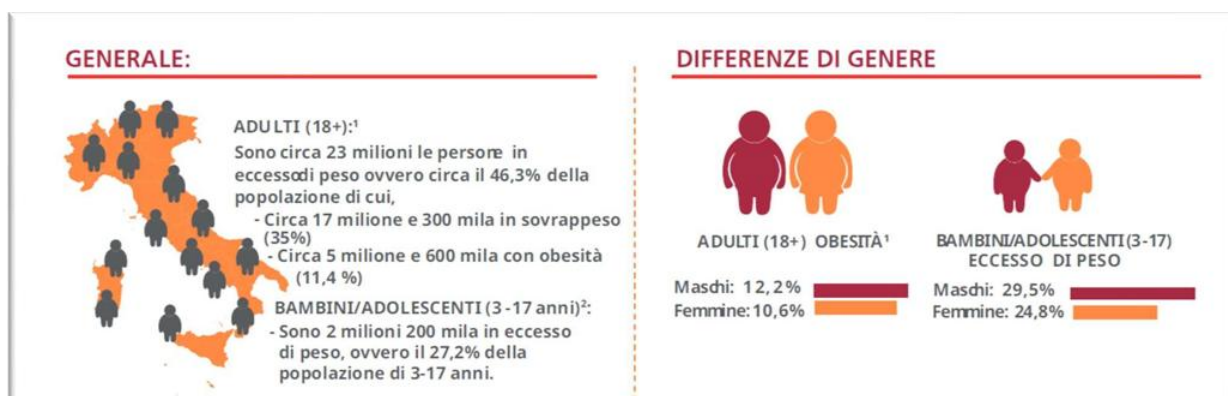 GENERALE:
ADULTI (18+):¹
Sono circa 23 milioni le persone in
eccessodi peso ovvero circa il 46,3% della
popolazione di cui,
- Circa 17 milione e 300 mila in sovrappeso
(35%)
- Circa 5 milione e 600 mila con obesità
(11,4 %)
BAMBINI/ADOLESCENTI (3 -17 anni)²:
- Sono 2 milioni 200 mila in eccesso
di peso, ovvero il 27,2% della
popolazione di 3-17 anni.
DIFFERENZE DI GENERE
ADULTI (18+) OBESITÀ¹
Maschi: 12,2%
Femmine: 10,6%
BAMBINI/ADOLESCENTI (3-17)
ECCESSO DI PESO
Maschi: 29,5%
Femmine: 24,8%